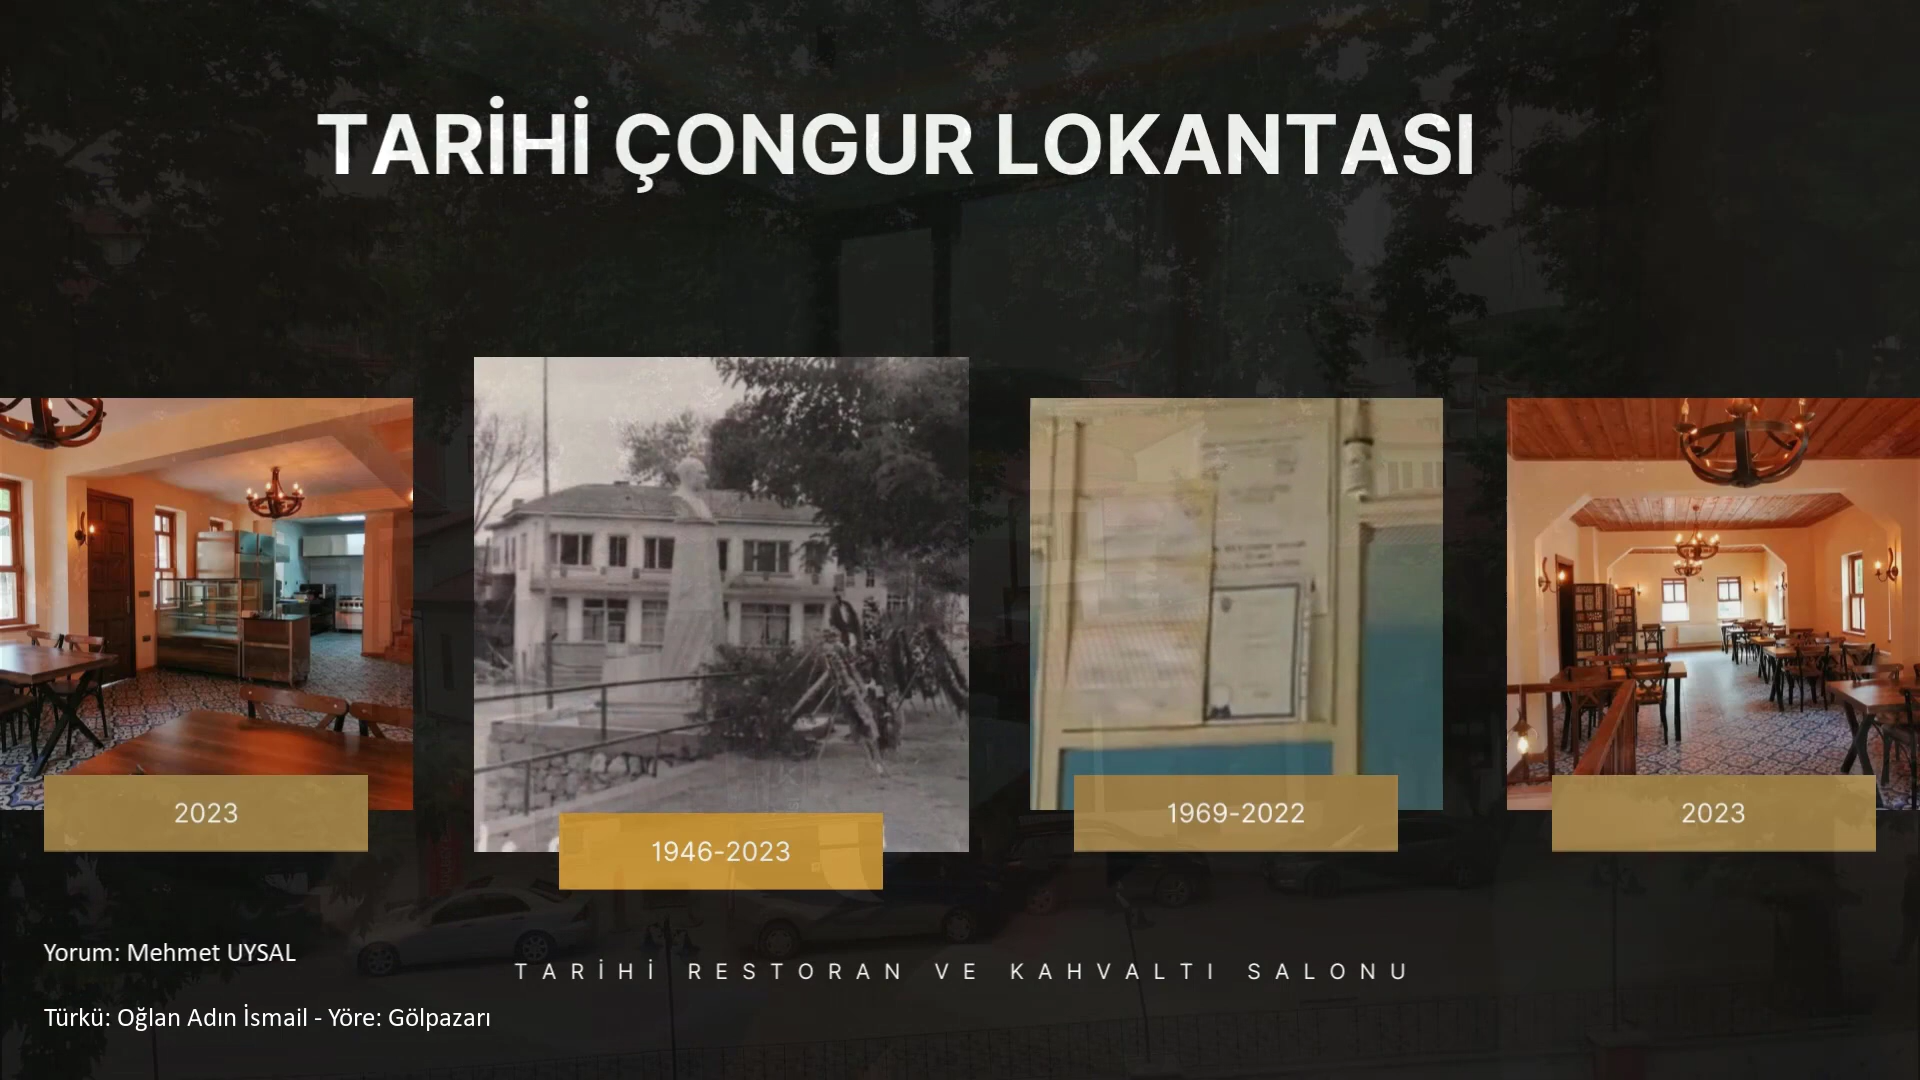 TARİHİ ÇONGUR LOKANTASI
2023
1946-2023
1969-2022
2023
Yorum: Mehmet UYSAL
TARİHİ RESTORAN VE KAHVALTI SALONU
Türkü: Oğlan Adın İsmail - Yöre: Gölpazarı